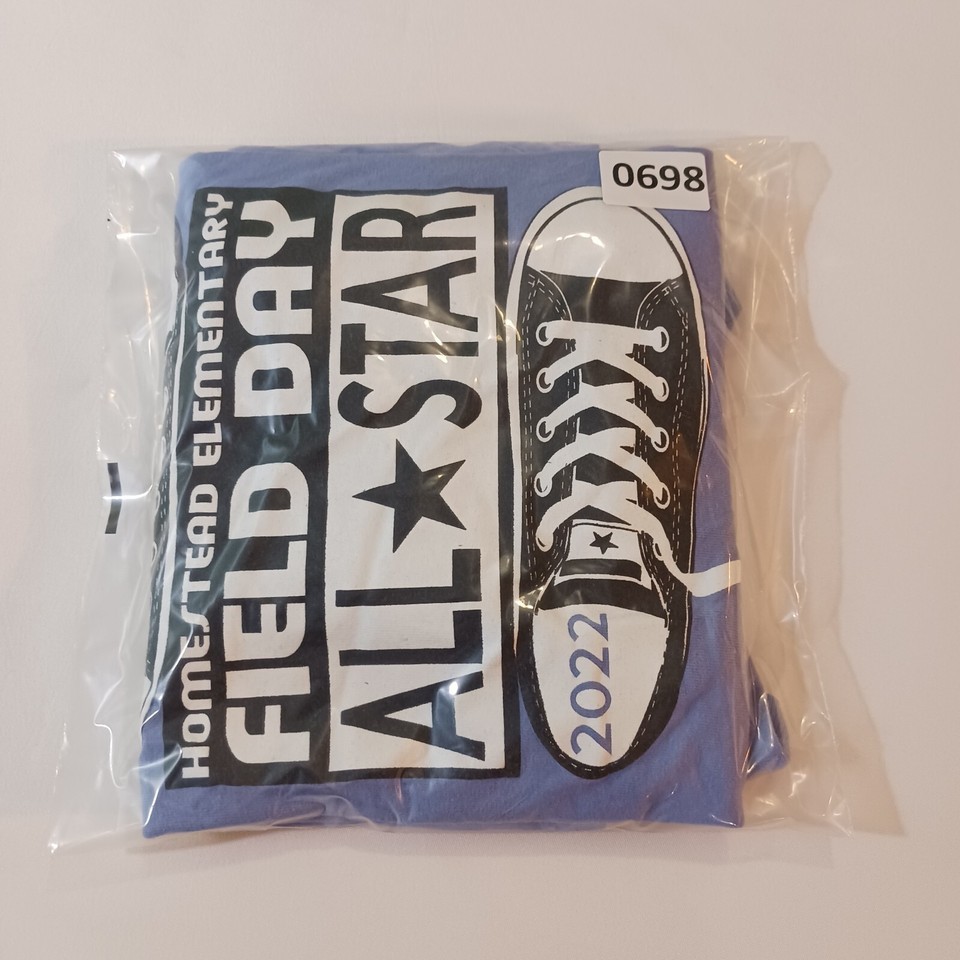 0698
HOMESTEAD ELEMENTARY
FIELD DAY
ALL★STAR
2022